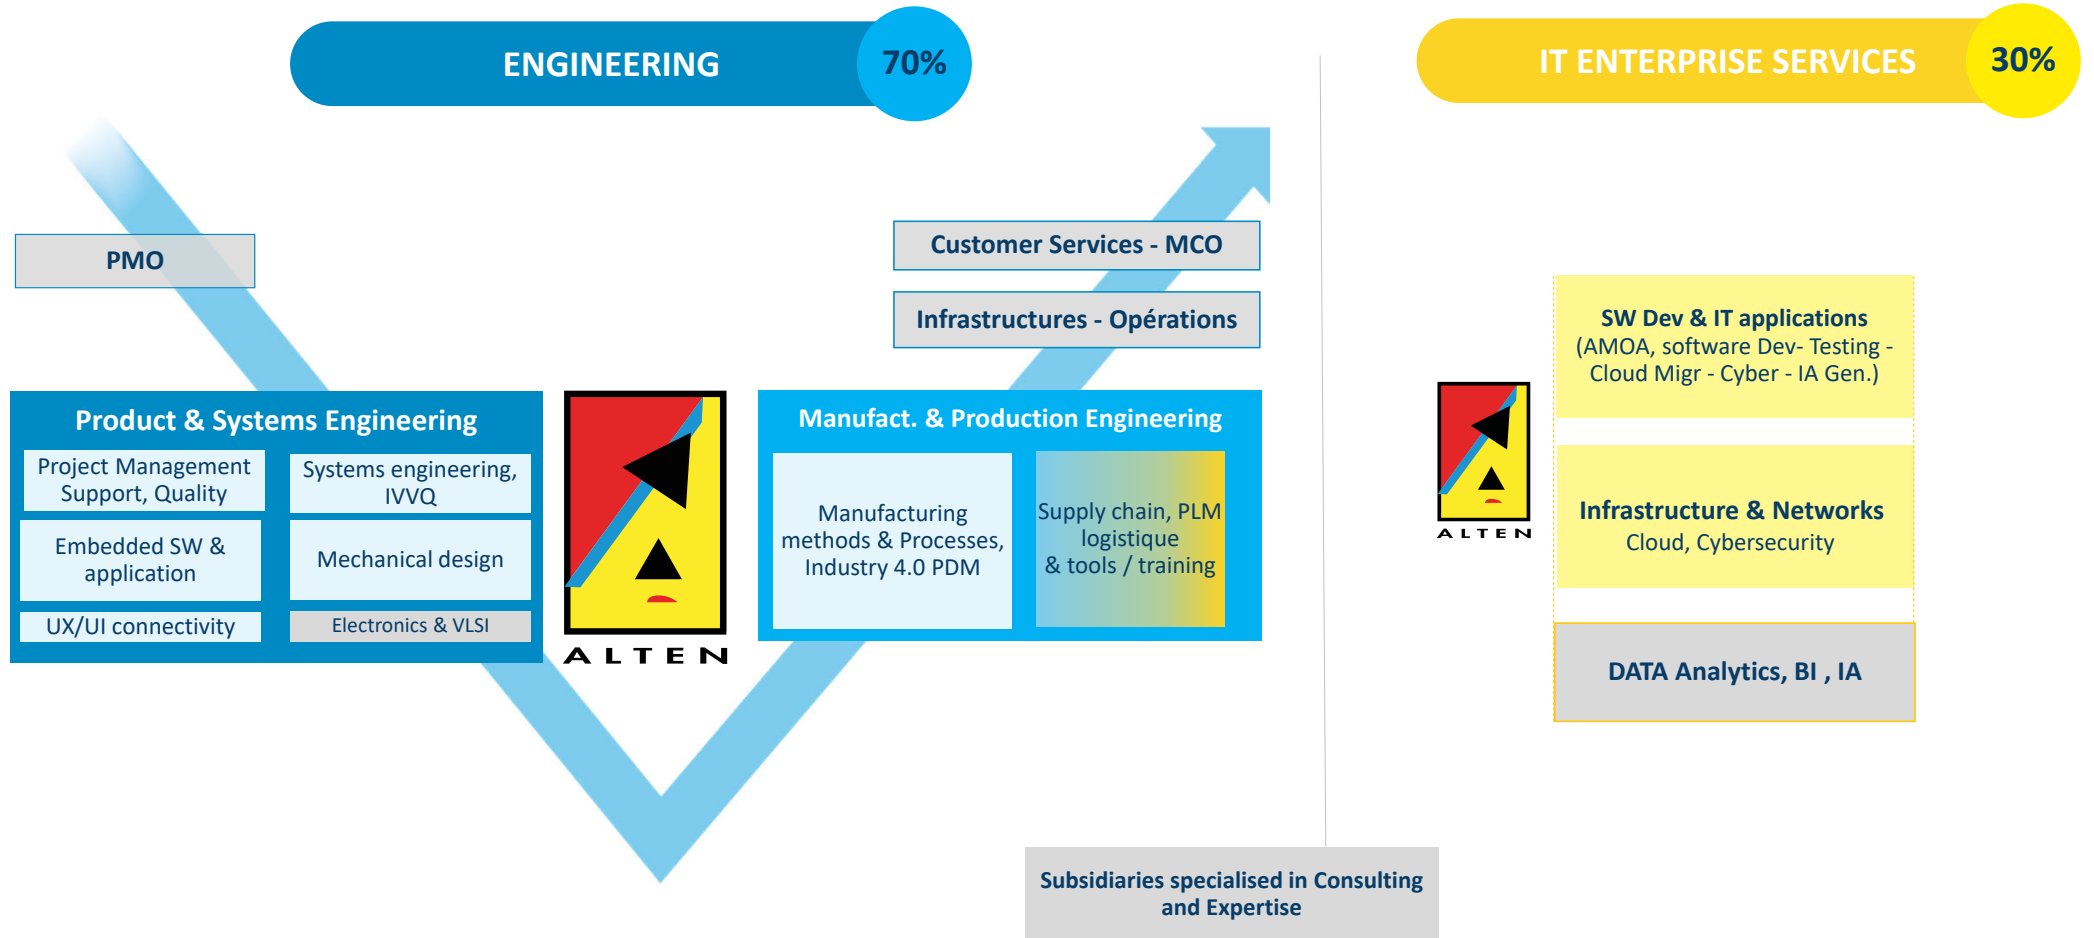 ENGINEERING
70%
IT ENTERPRISE SERVICES
30%
PMO
Customer Services - MCO
Infrastructures - Opérations
Product & Systems Engineering
Project Management
Support, Quality
Systems engineering,
IVVQ
Embedded SW &
application
Mechanical design
UX/UI connectivity
Electronics & VLSI
ALTEN
Manufact. & Production Engineering
Manufacturing
methods & Processes,
Industry 4.0 PDM
Supply chain, PLM
logistique
& tools / training
ALTEN
SW Dev & IT applications
(AMOA, software Dev- Testing -
Cloud Migr - Cyber - IA Gen.)
Infrastructure & Networks
Cloud, Cybersecurity
DATA Analytics, BI , IA
Subsidiaries specialised in Consulting
and Expertise